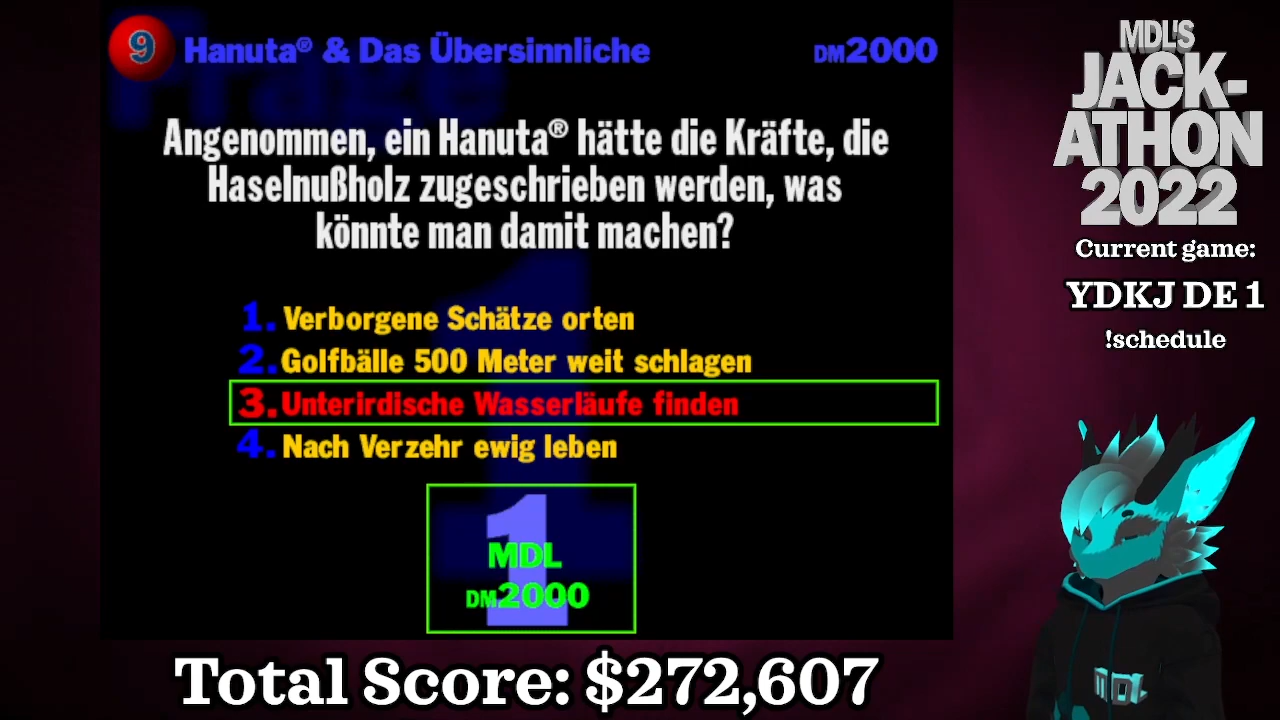 9 Hanuta® & Das Übersinnliche DM2000
Frage
Angenommen, ein Hanuta® hätte die Kräfte, die
Haselnußholz zugeschrieben werden, was
könnte man damit machen?
1. Verborgene Schätze orten
2. Golfbälle 500 Meter weit schlagen
3. Unterirdische Wasserläufe finden
4. Nach Verzehr ewig leben
1
MDL
DM2000
Total Score: $272,607
MDL'S
JACK-
ATHON
2022
Current game:
YDKJ DE 1
!schedule
MDL